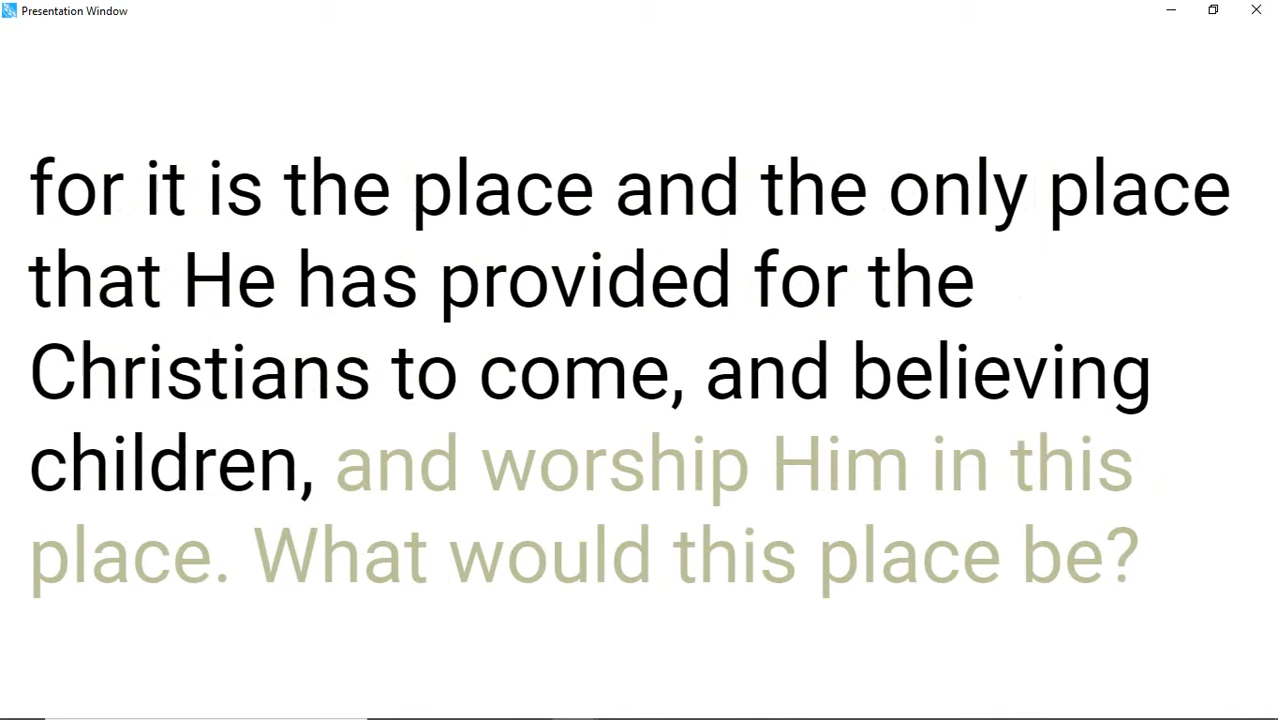 Presentation Window
for it is the place and the only place
that He has provided for the
Christians to come, and believing
children, and worship Him in this
place. What would this place be?